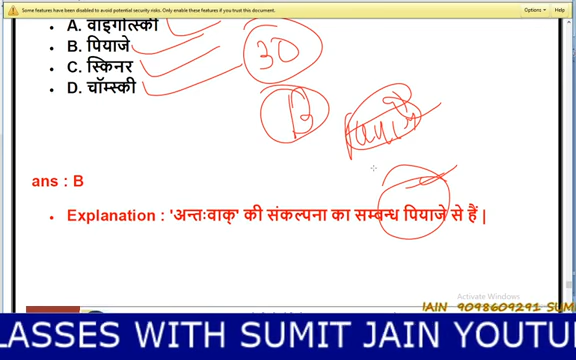 Some features have been disabled to avoid potential security risks. Only enable these features if you trust this document. Options
• A. वाइगोत्स्की
• B. पियाजे
• C. स्किनर
• D. चॉम्स्की
30
B
ans : B
• Explanation : 'अन्तःवाक्' की संकल्पना का सम्बन्ध पियाजे से हैं |
Activate Windows
JAIN 9098609291 SUM
LASSES WITH SUMIT JAIN YOUTU